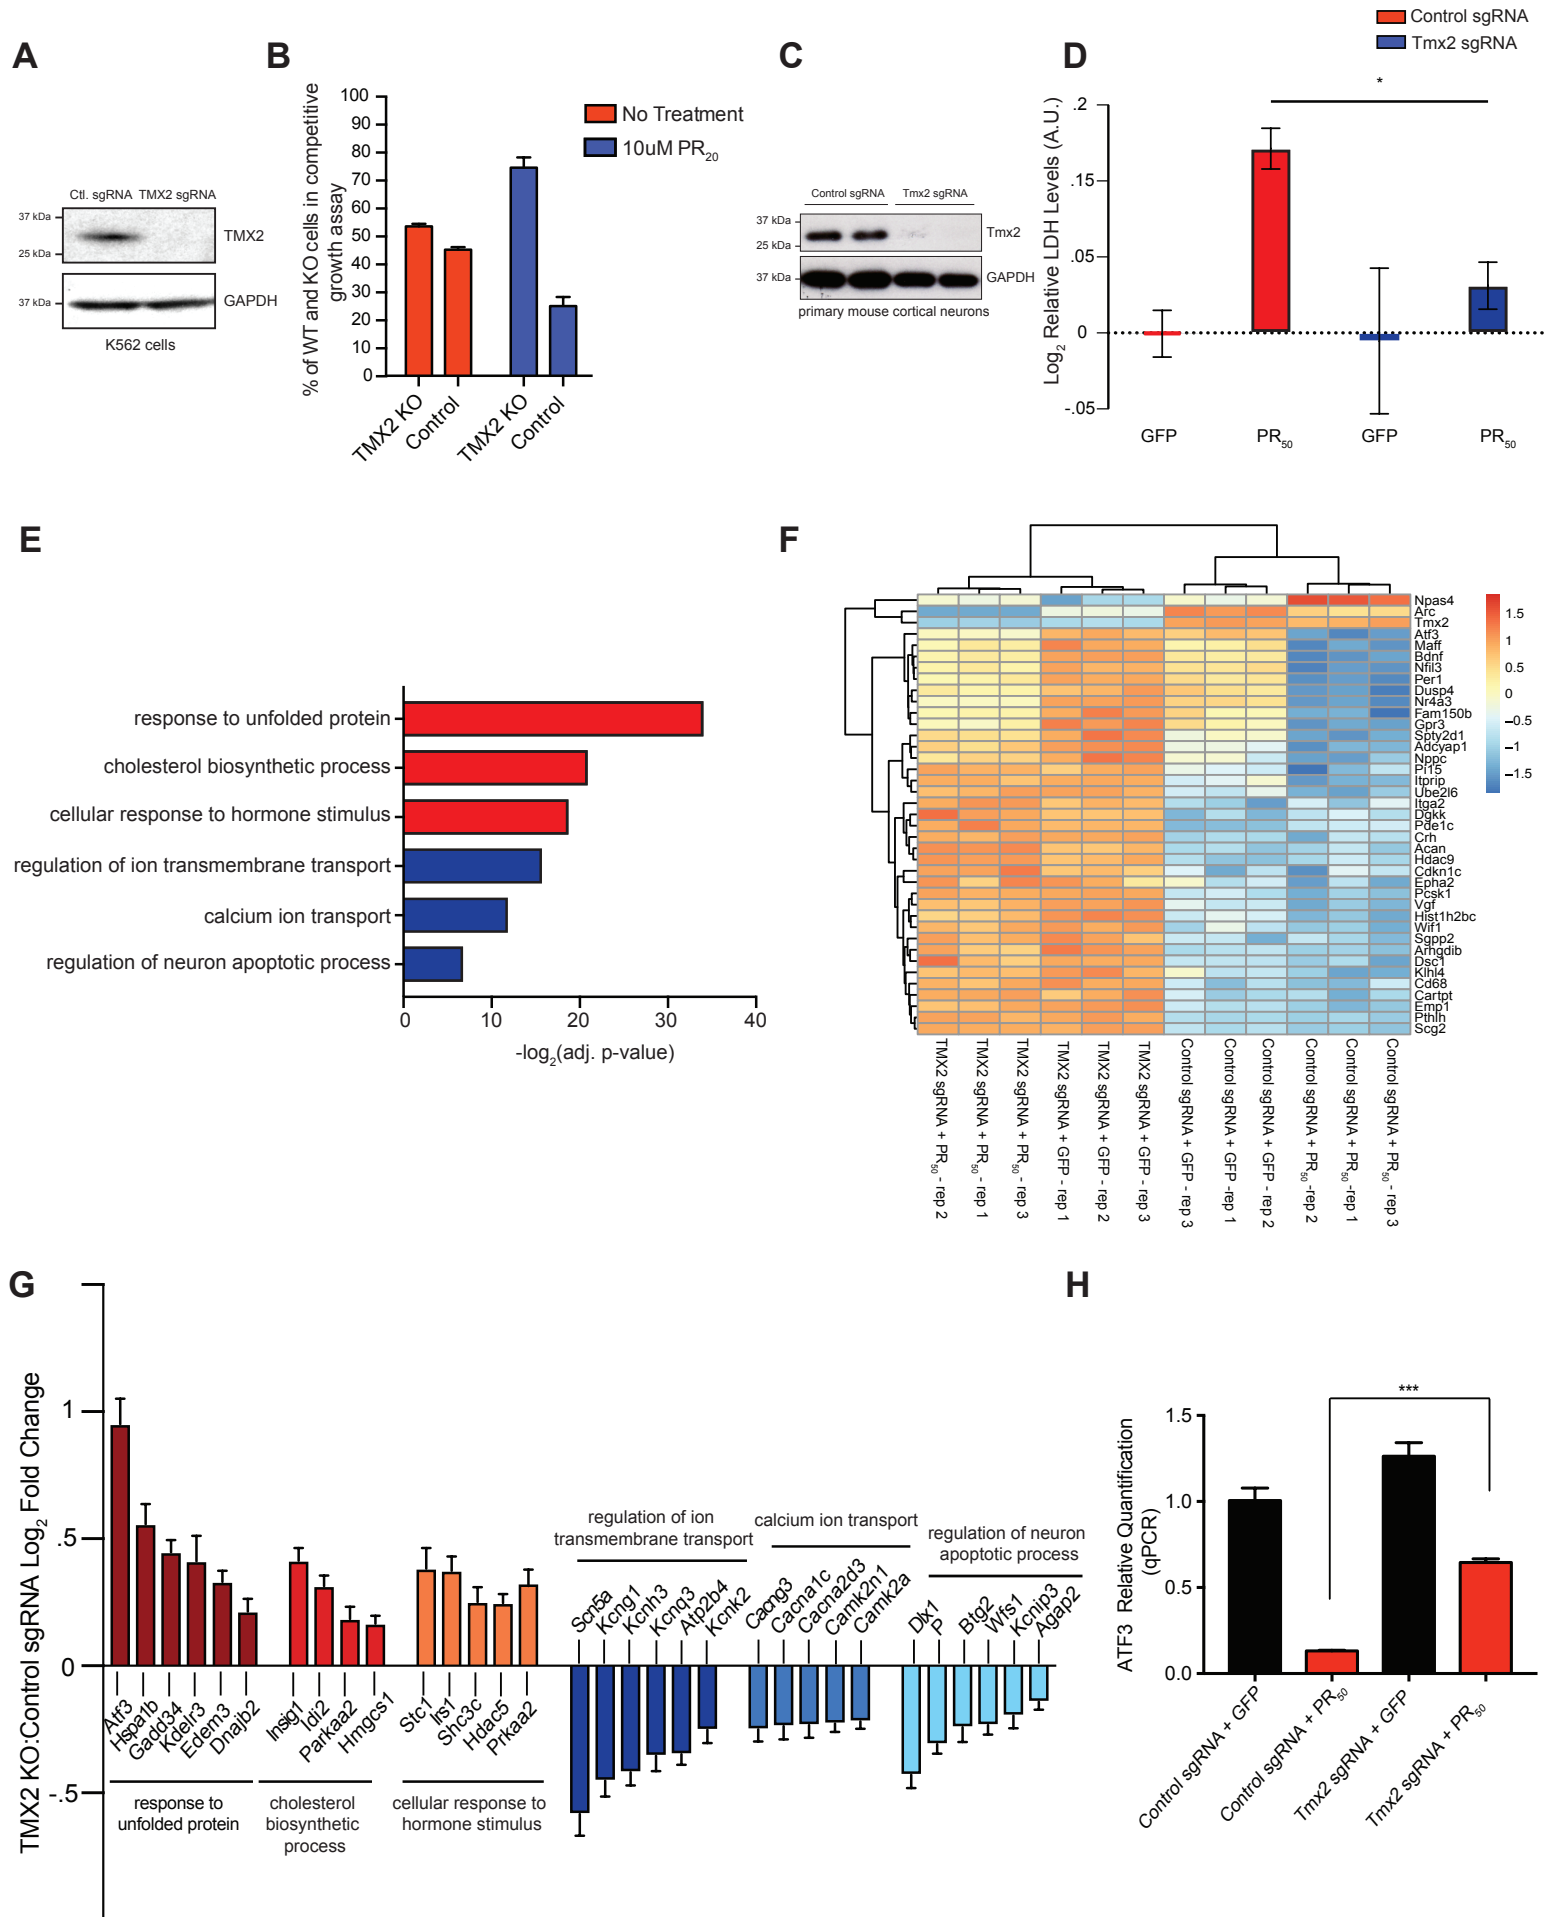 Control sgRNA
Tmx2 sgRNA
A
Ctl. sgRNA TMX2 sgRNA
37 kDa
25 kDa
TMX2
37 kDa
GAPDH
K562 cells
B
% of WT and KO cells in competitive
growth assay
100
90
80
70
60
50
40
30
20
10
0
No Treatment
10uM PR20
TMX2 KO
Control
TMX2 KO
Control
C
Control sgRNA Tmx2 sgRNA
37 kDa
25 kDa
Tmx2
37 kDa
GAPDH
primary mouse cortical neurons
D
Log2 Relative LDH Levels (A.U.)
.2
.15
.05
0
-.05
*
GFP
PR50
GFP
PR50
E
response to unfolded protein
cholesterol biosynthetic process
cellular response to hormone stimulus
regulation of ion transmembrane transport
calcium ion transport
regulation of neuron apoptotic process
0 10 20 30 40
-log2(adj. p-value)
F
Npas4
Arc
Tmx2
Atf3
Maff
Bdnf
Nfil3
Per1
Dusp4
Nr4a3
Fam150b
Gpr3
Spty2d1
Adcyap1
Nppc
Pi15
Itprip
Ube2l6
Itga2
Dgkk
Pde1c
Crh
Acan
Hdac9
Cdkn1c
Epha2
Pcsk1
Vgf
Hist1h2bc
Wif1
Sgpp2
Arhgdib
Dsc1
Klhl4
Cd68
Cartpt
Emp1
Pthlh
Scg2
1.5
1
0.5
0
−0.5
−1
−1.5
TMX2 sgRNA + PR50 - rep 2
TMX2 sgRNA + PR50 - rep 1
TMX2 sgRNA + PR50 - rep 3
TMX2 sgRNA + GFP - rep 1
TMX2 sgRNA + GFP - rep 2
TMX2 sgRNA + GFP - rep 3
Control sgRNA + GFP - rep 3
Control sgRNA + GFP -rep 1
Control sgRNA + GFP - rep 2
Control sgRNA + PR50 -rep 2
Control sgRNA + PR50 -rep 1
Control sgRNA + PR50 - rep 3
G
TMX2 KO:Control sgRNA Log2 Fold Change
1
.5
0
-.5
Atf3
Hspa1b
Gadd34
Kdelr3
Edem3
Dnajb2
response to
unfolded protein
Insig1
Idi2
Parkaa2
Hmgcs1
cholesterol
biosynthetic
process
Stc1
Irs1
Shc3c
Hdac5
Prkaa2
cellular response to
hormone stimulus
regulation of ion
transmembrane transport
Scn5a
Kcng1
Kcnh3
Kcnq3
Atp2b4
Kcnk2
calcium ion transport
Cacng3
Cacna1c
Cacna2d3
Camk2n1
Camk2a
regulation of neuron
apoptotic process
Dlx1
P
Btg2
Wfs1
Kcnip3
Agap2
H
ATF3 Relative Quantification
(qPCR)
1.5
1.0
0.5
0.0
***
Control sgRNA + GFP
Control sgRNA + PR50
Tmx2 sgRNA + GFP
Tmx2 sgRNA + PR50